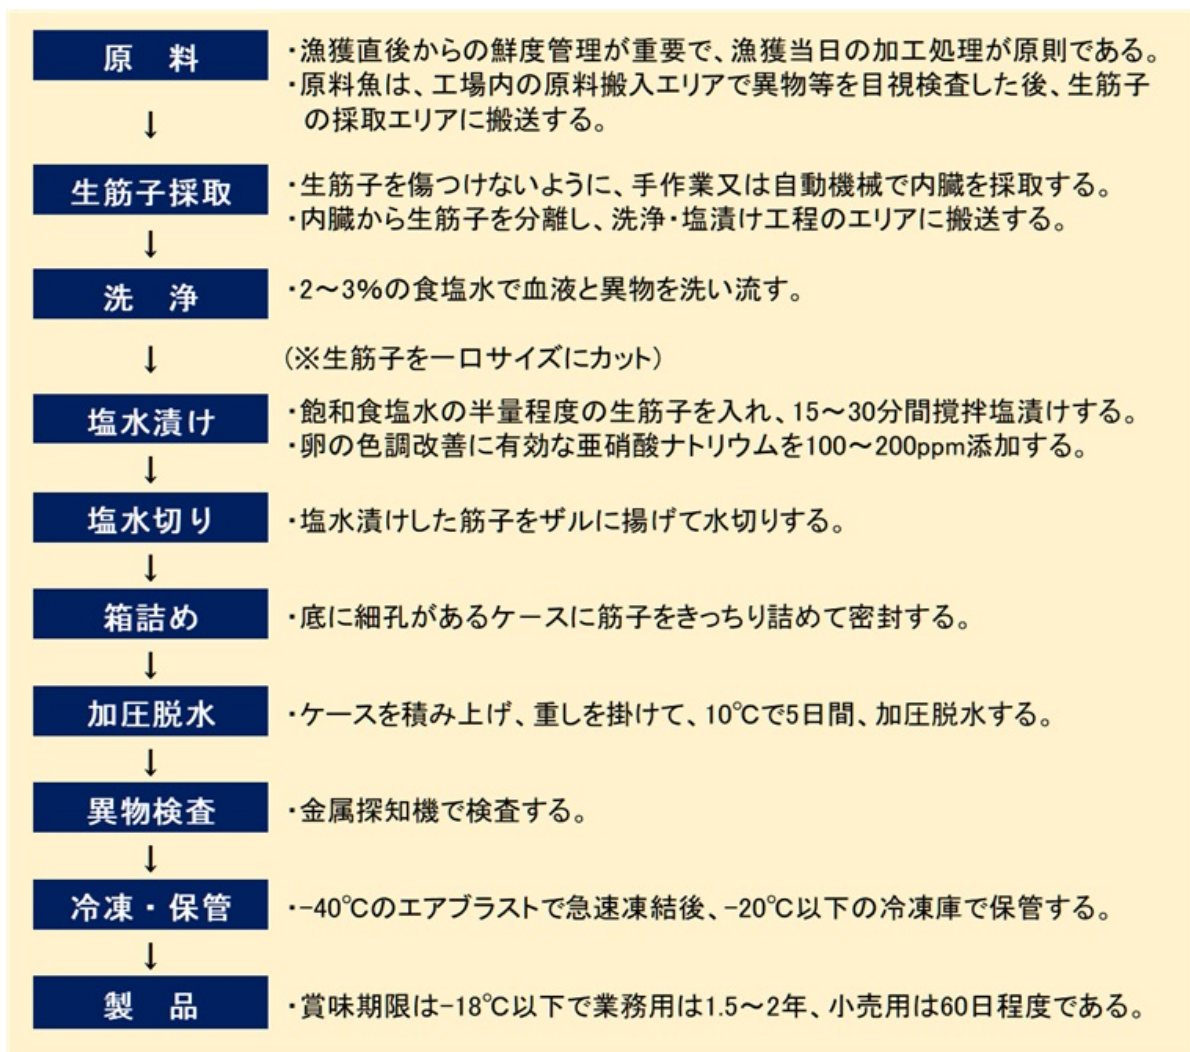 原　料
・漁獲直後からの鮮度管理が重要で、漁獲当日の加工処理が原則である。
・原料魚は、工場内の原料搬入エリアで異物等を目視検査した後、生筋子
の採取エリアに搬送する。
↓
生筋子採取
・生筋子を傷つけないように、手作業又は自動機械で内臓を採取する。
・内臓から生筋子を分離し、洗浄・塩漬け工程のエリアに搬送する。
↓
洗　浄
・2～3%の食塩水で血液と異物を洗い流す。
↓
(※生筋子を一口サイズにカット)
塩水漬け
・飽和食塩水の半量程度の生筋子を入れ、15～30分間撹拌塩漬けする。
・卵の色調改善に有効な亜硝酸ナトリウムを100～200ppm添加する。
↓
塩水切り
・塩水漬けした筋子をザルに揚げて水切りする。
↓
箱詰め
・底に細孔があるケースに筋子をきっちり詰めて密封する。
↓
加圧脱水
・ケースを積み上げ、重しを掛けて、10℃で5日間、加圧脱水する。
↓
異物検査
・金属探知機で検査する。
↓
冷凍・保管
・-40℃のエアブラストで急速凍結後、-20℃以下の冷凍庫で保管する。
↓
製　品
・賞味期限は-18℃以下で業務用は1.5～2年、小売用は60日程度である。